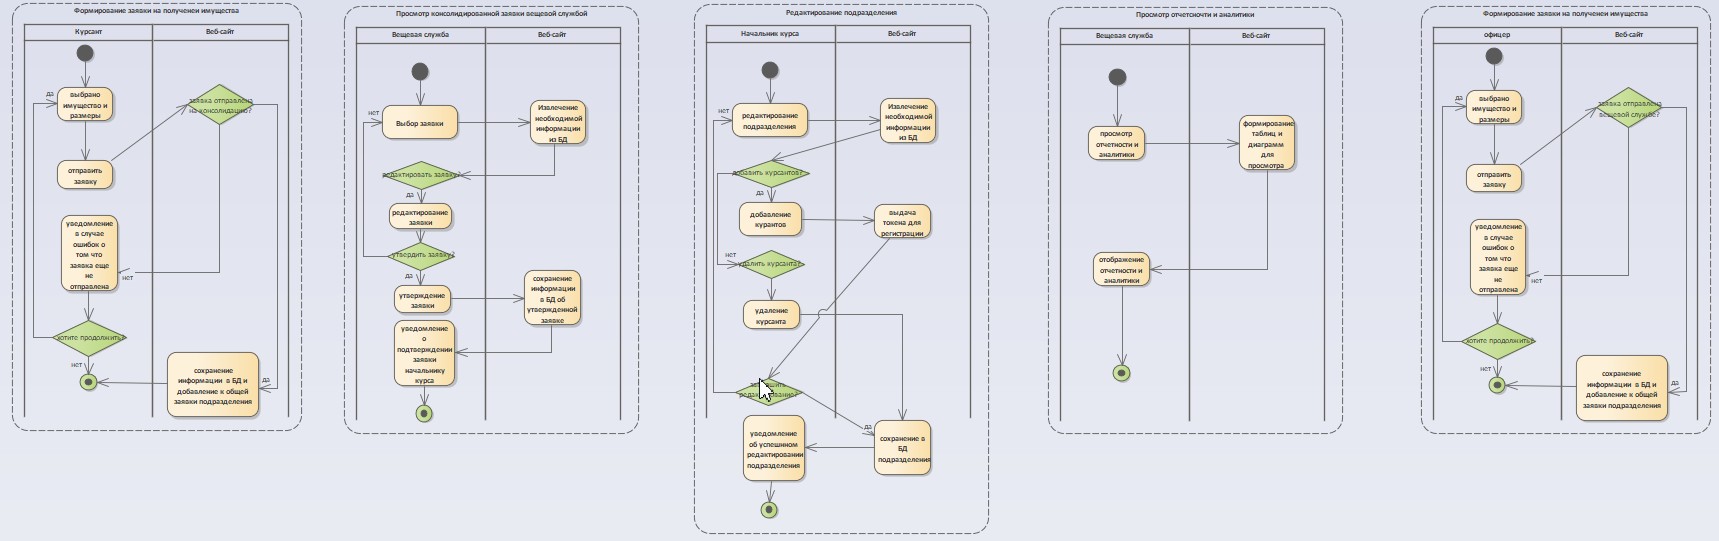 Формирование заявки на полученеи имущества
Курсант
Веб-сайт
да
выбрано
имущество и
размеры
заявка отправлена
на консолидацию?
отправить
заявку
уведомление
в случае
ошибок о
том что
заявка еще
не
отправлена
нет
хотите продолжить?
нет
сохранение
информации в БД и
добавление к общей
заявки подразделения
да
Просмотр консолидированной заявки вещевой службой
Вещевая служба
Веб-сайт
нет
Выбор заявки
Извлечение
необходимой
информации
из БД
редактировать заявку?
да
редактирование
заявки
утвердить заявку?
да
утверждение
заявки
сохранение
информации
в БД об
утвержденной
заявке
уведомление
о
подтверждении
заявки
начальнику
курса
Редактирование подразделения
Начальник курса
Веб-сайт
нет
редактирование
подразделения
Извлечение
необходимой
информации
из БД
добавить курсантов?
да
добавление
курантов
выдача
токена для
регистрации
нет
удалить курсанта?
удаление
курсанта
да
уведомление
об успешнном
редактировании
подразделения
сохранение в
БД
подразделения
Просмотр отчетсночти и аналитики
Вещевая служба
Веб-сайт
просмотр
отчетности и
аналитики
формирование
таблиц и
диаграмм
для
просмотра
отображение
отчетности и
аналитики
Формирование заявки на полученеи имущества
офицер
Веб-сайт
да
выбрано
имущество и
размеры
заявка отправлена
вещевой службе?
отправить
заявку
уведомление
в случае
ошибок о
том что
заявка еще
не
отправлена
нет
хотите продолжить?
нет
сохранение
информации в БД и
добавление к общей
заявки подразделения
да